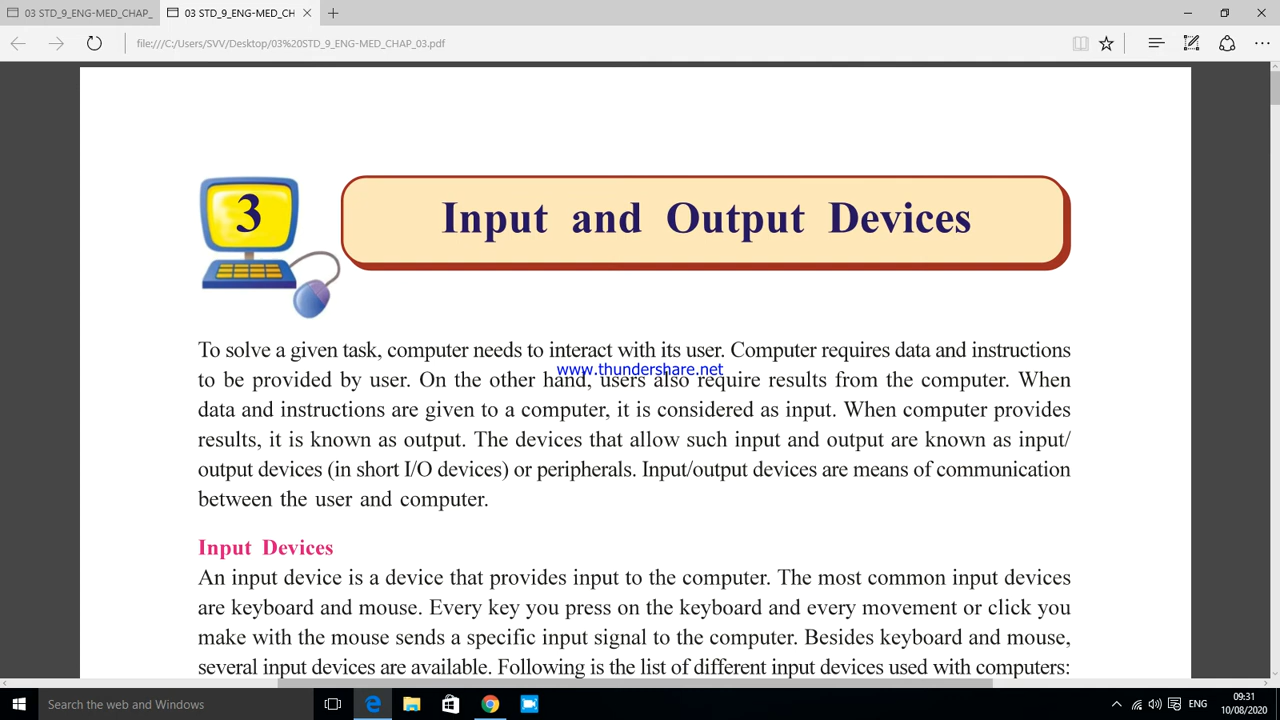 03 STD_9_ENG-MED_CHAP_
03 STD_9_ENG-MED_CH
file:///C:/Users/SVV/Desktop/03%20STD_9_ENG-MED_CHAP_03.pdf
3
Input and Output Devices
To solve a given task, computer needs to interact with its user. Computer requires data and instructions
www.thundershare.net
to be provided by user. On the other hand, users also require results from the computer. When
data and instructions are given to a computer, it is considered as input. When computer provides
results, it is known as output. The devices that allow such input and output are known as input/
output devices (in short I/O devices) or peripherals. Input/output devices are means of communication
between the user and computer.
Input Devices
An input device is a device that provides input to the computer. The most common input devices
are keyboard and mouse. Every key you press on the keyboard and every movement or click you
make with the mouse sends a specific input signal to the computer. Besides keyboard and mouse,
several input devices are available. Following is the list of different input devices used with computers:
Search the web and Windows
ENG
09:31
10/08/2020